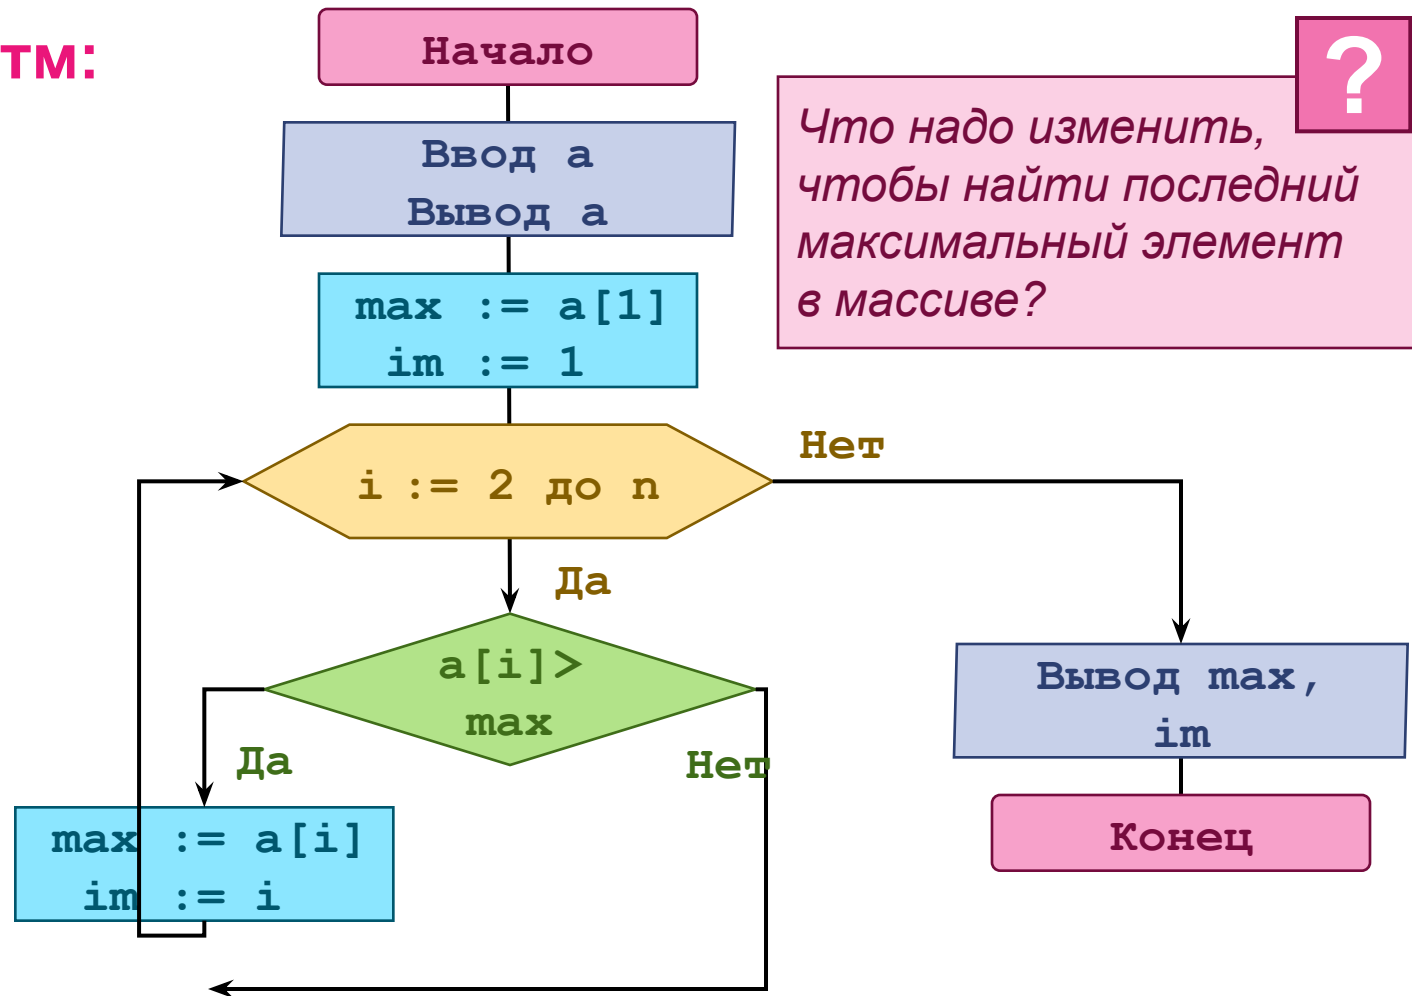 тм:
Начало
?
Что надо изменить,
чтобы найти последний
максимальный элемент
в массиве?
Ввод a
Вывод a
max := a[1]
im := 1
i := 2 до n
Нет
Да
a[i]>
max
Да
Нет
max := a[i]
im := i
Вывод max,
im
Конец